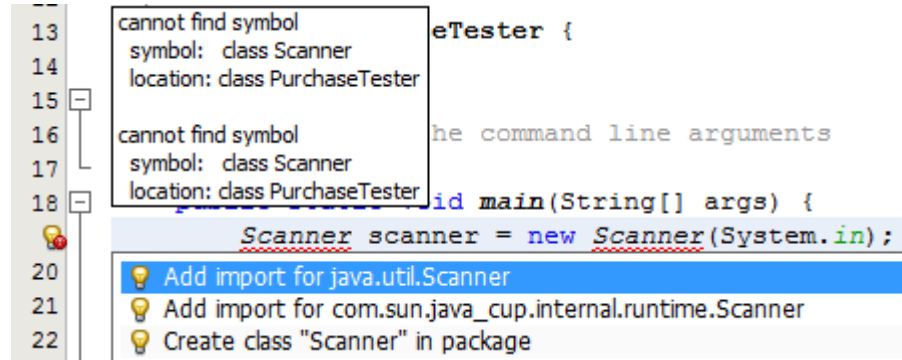 cannot find symbol
symbol: class Scanner
location: class PurchaseTester
cannot find symbol
symbol: class Scanner
location: class PurchaseTester
13 eTester {
14
15
16 he command line arguments
17
18 id main(String[] args) {
Scanner scanner = new Scanner(System.in);
20 Add import for java.util.Scanner
21 Add import for com.sun.java_cup.internal.runtime.Scanner
22 Create class "Scanner" in package